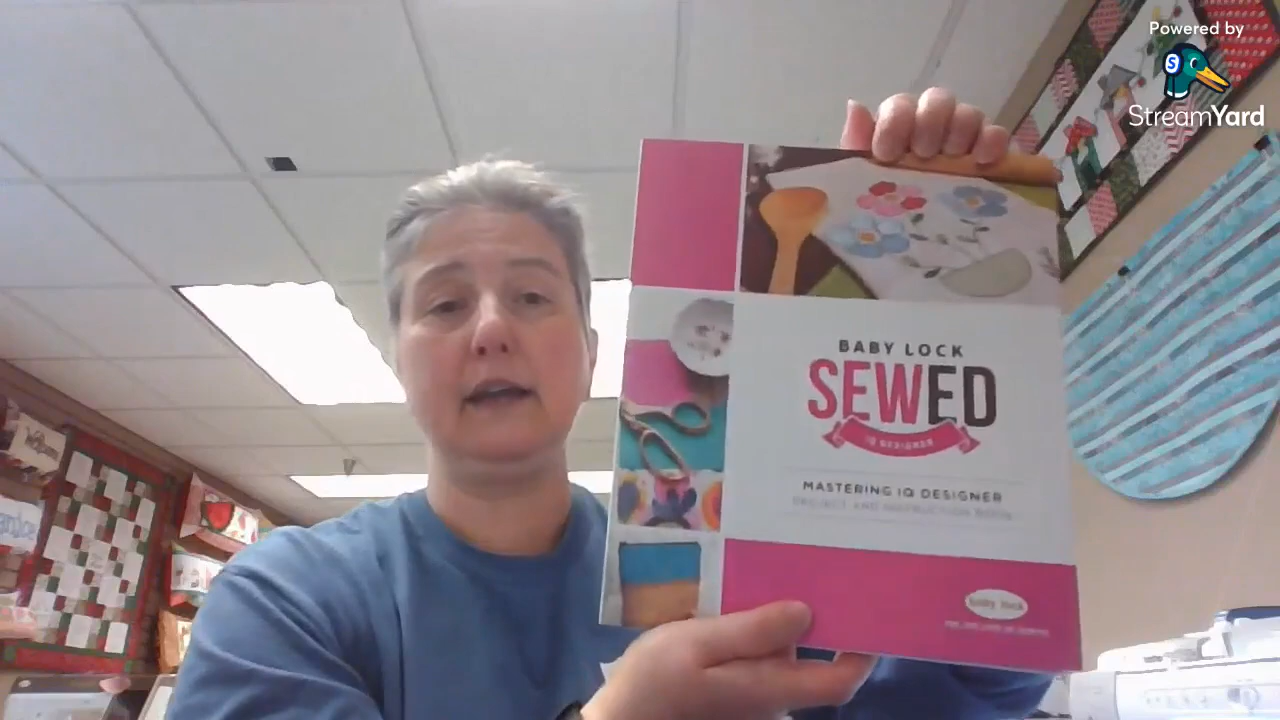 Powered by
StreamYard
BABY LOCK
SEWED
IQ DESIGNER
MASTERING IQ DESIGNER
PROJECT AND INSTRUCTION BOOK
baby lock